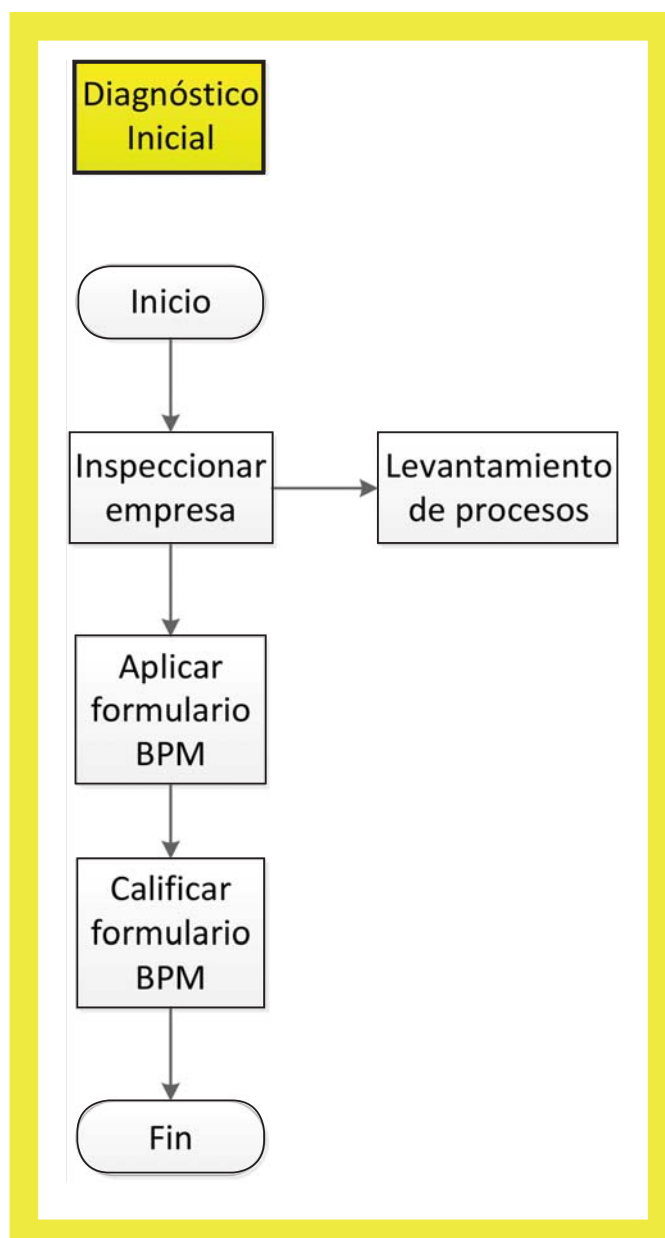 Diagnóstico
Inicial
Inicio
Inspeccionar
empresa
Levantamiento
de procesos
Aplicar
formulario
BPM
Calificar
formulario
BPM
Fin